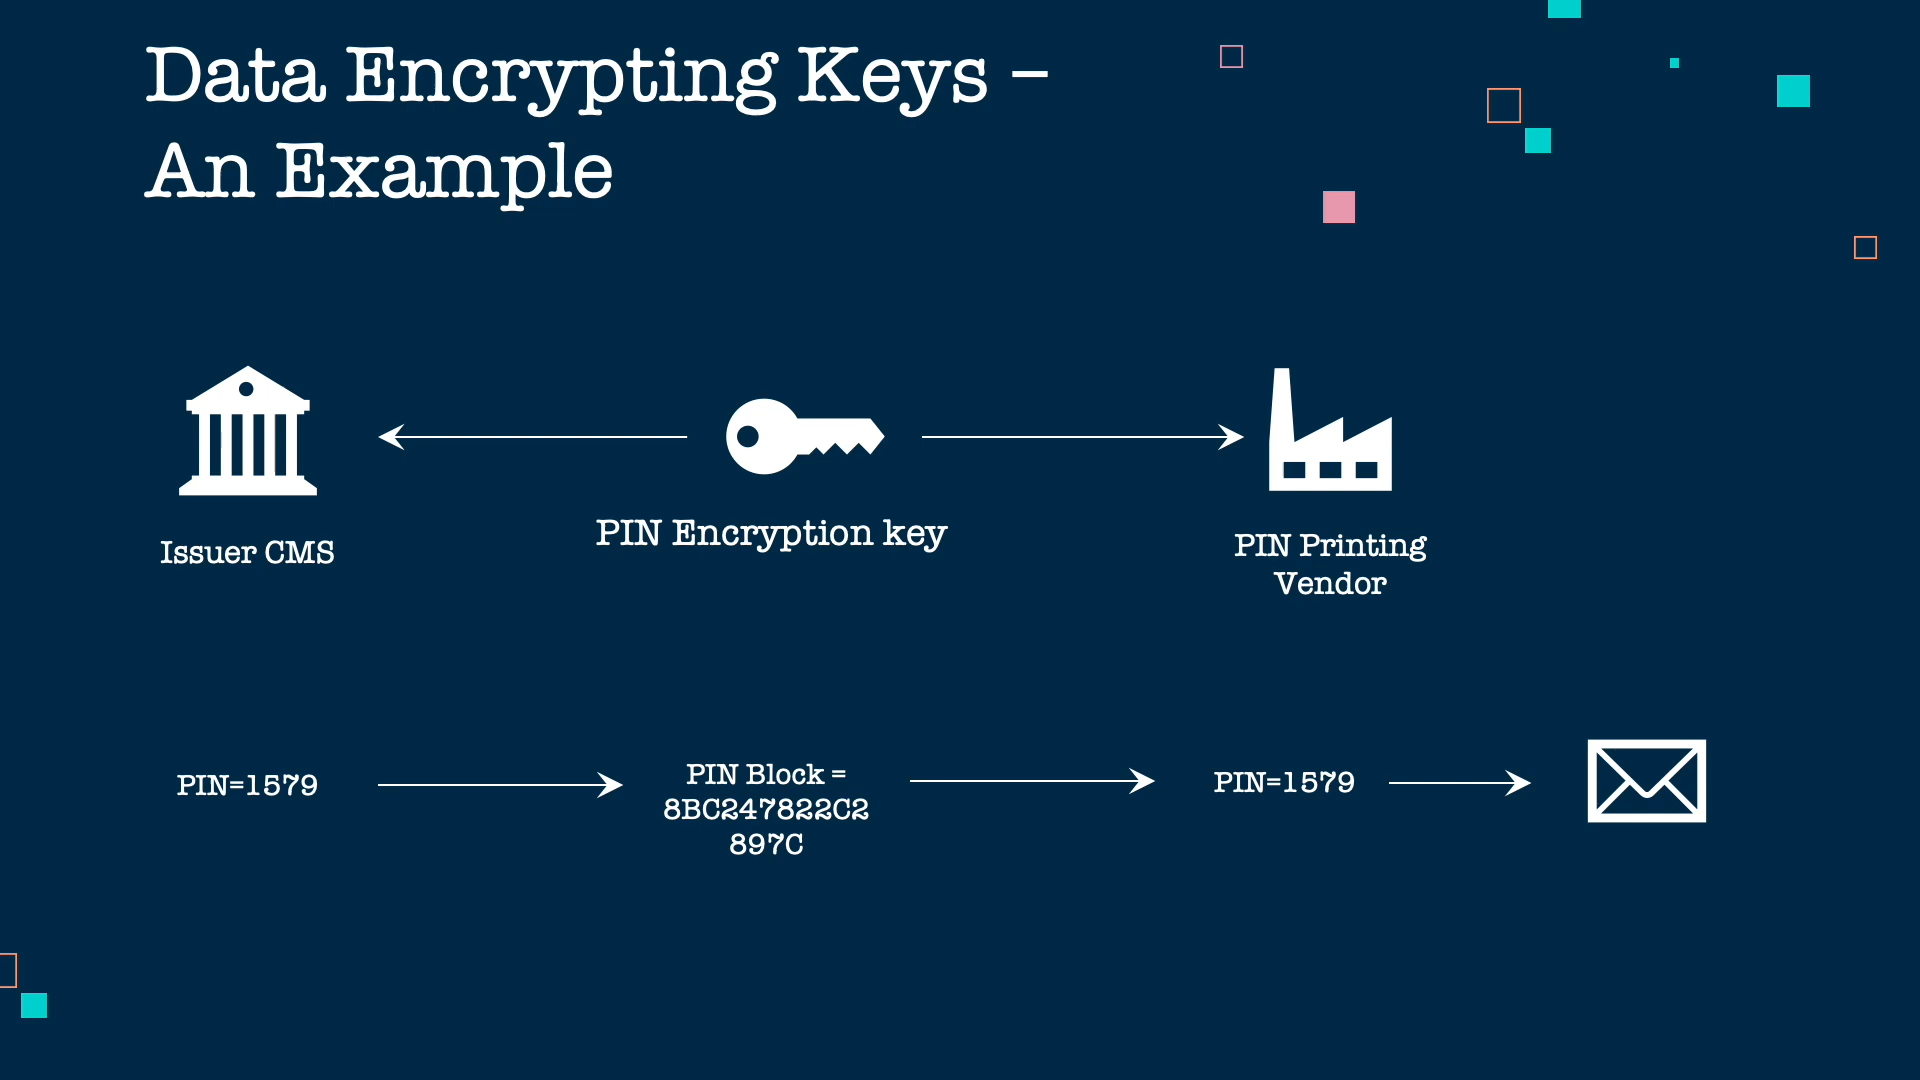 Data Encrypting Keys –
An Example
Issuer CMS
PIN Encryption key
PIN Printing
Vendor
PIN=1579
PIN Block =
8BC247822C2
897C
PIN=1579